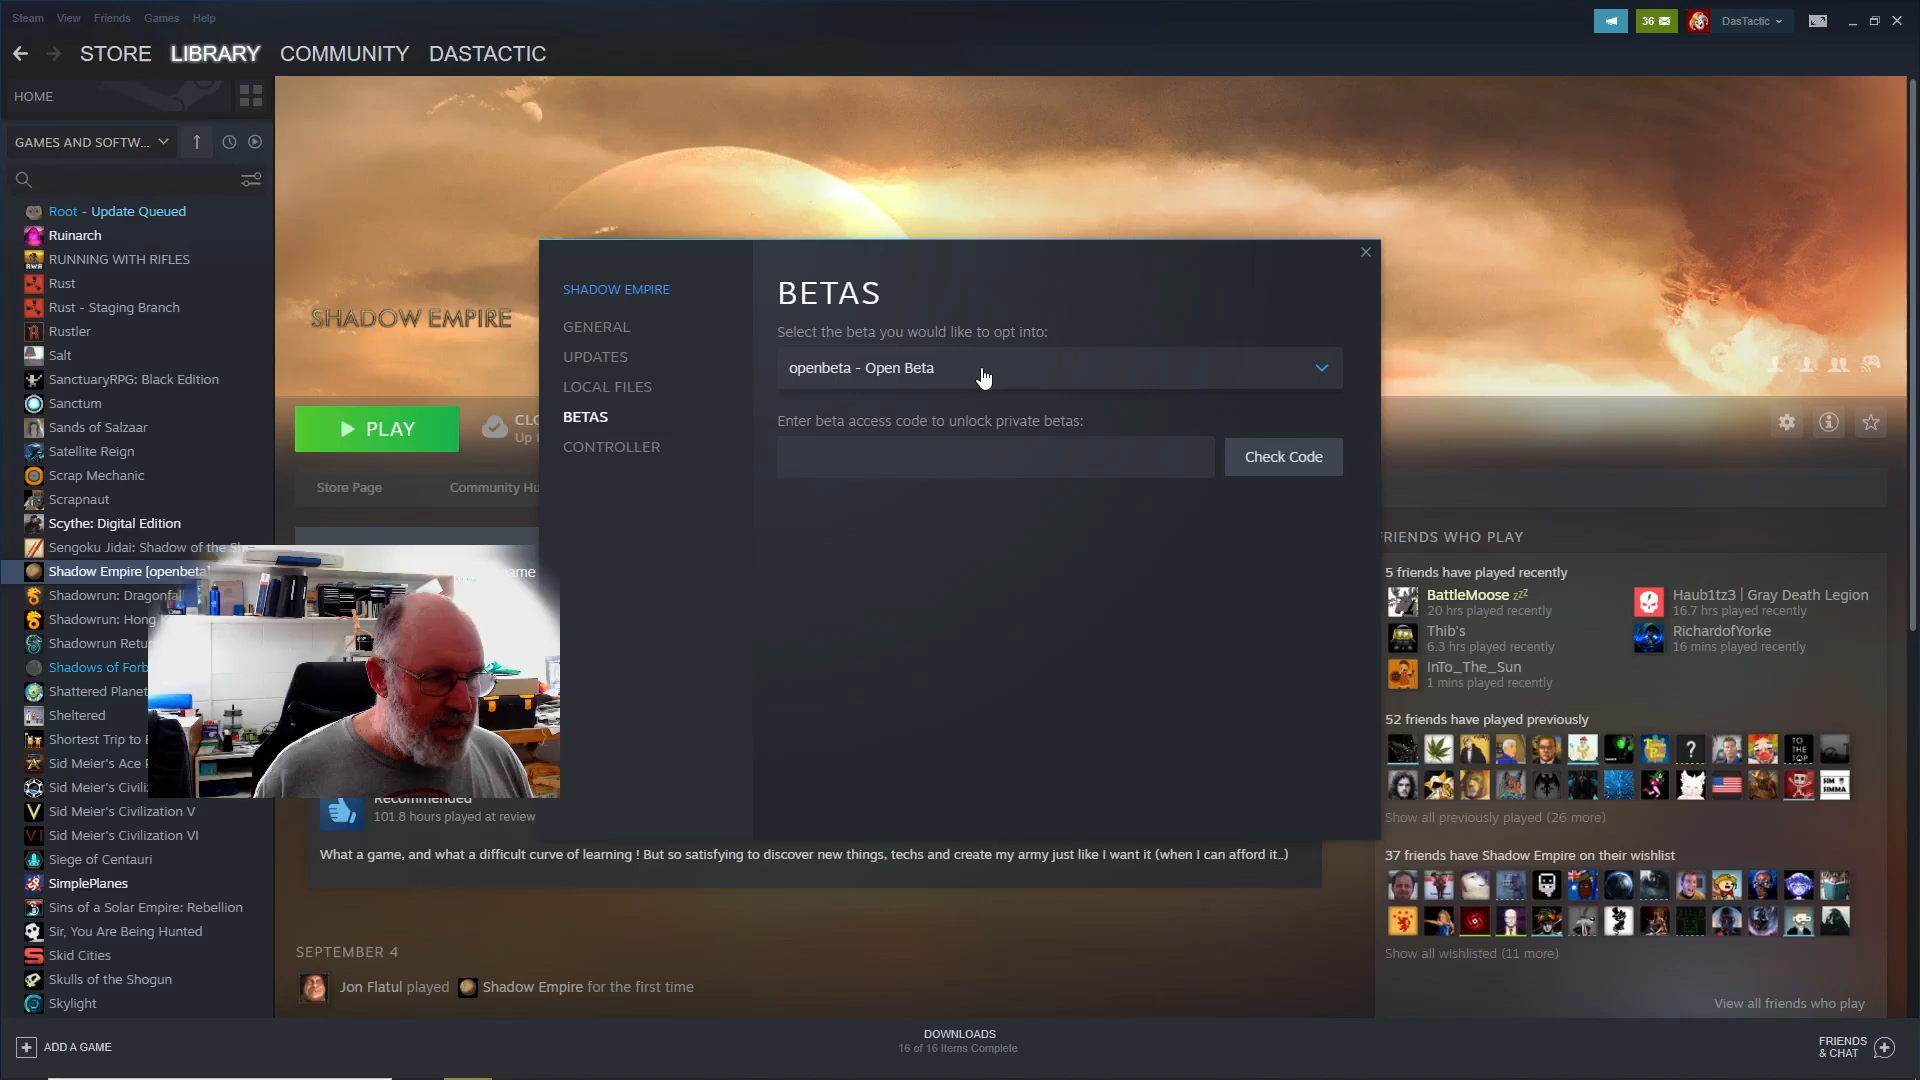 Steam View Friends Games Help
36
DasTactic
STORE LIBRARY COMMUNITY DASTACTIC
HOME
GAMES AND SOFTW...
Root - Update Queued
Ruinarch
RUNNING WITH RIFLES
Rust
Rust - Staging Branch
Rustler
Salt
SanctuaryRPG: Black Edition
Sanctum
Sands of Salzaar
Satellite Reign
Scrap Mechanic
Scrapnaut
Scythe: Digital Edition
Sengoku Jidai: Shadow of the Sh
Shadow Empire [openbeta]
Shadowrun: Dragonfall
Shadowrun: Hong K
Shadowrun Retur
Shadows of Forb
Shattered Planet
Sheltered
Shortest Trip to E
Sid Meier's Ace P
Sid Meier's Civiliz
Sid Meier's Civilization V
Sid Meier's Civilization VI
Siege of Centauri
SimplePlanes
Sins of a Solar Empire: Rebellion
Sir, You Are Being Hunted
Skid Cities
Skulls of the Shogun
Skylight
ADD A GAME
SHADOW EMPIRE
PLAY
CLO
Up t
Store Page
Community Hu
SHADOW EMPIRE
GENERAL
UPDATES
LOCAL FILES
BETAS
CONTROLLER
BETAS
Select the beta you would like to opt into:
openbeta - Open Beta
Enter beta access code to unlock private betas:
Check Code
ame
Recommended
101.8 hours played at review
What a game, and what a difficult curve of learning ! But so satisfying to discover new things, techs and create my army just like I want it (when I can afford it..)
SEPTEMBER 4
Jon Flatul played Shadow Empire for the first time
RIENDS WHO PLAY
5 friends have played recently
BattleMoose zzz
20 hrs played recently
Haub1tz3 | Gray Death Legion
16.7 hrs played recently
Thib's
6.3 hrs played recently
RichardofYorke
16 mins played recently
InTo_The_Sun
1 mins played recently
52 friends have played previously
?
TO THE TOP
SIM SIMMA
Show all previously played (26 more)
37 friends have Shadow Empire on their wishlist
Show all wishlisted (11 more)
View all friends who play
DOWNLOADS
16 of 16 Items Complete
FRIENDS
& CHAT